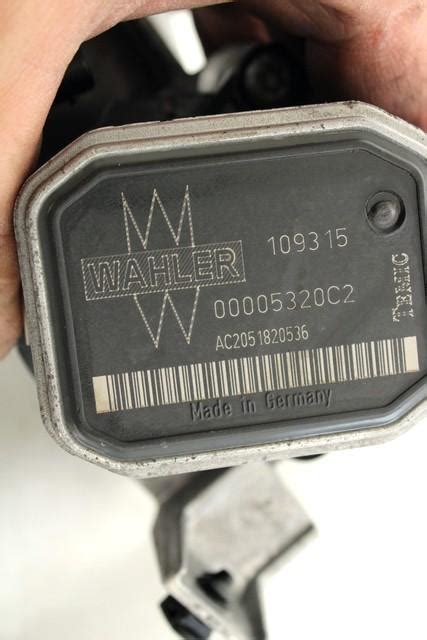 WAHLER
109315
00005320C2
AC2051820536
Made in Germany
TEMIC